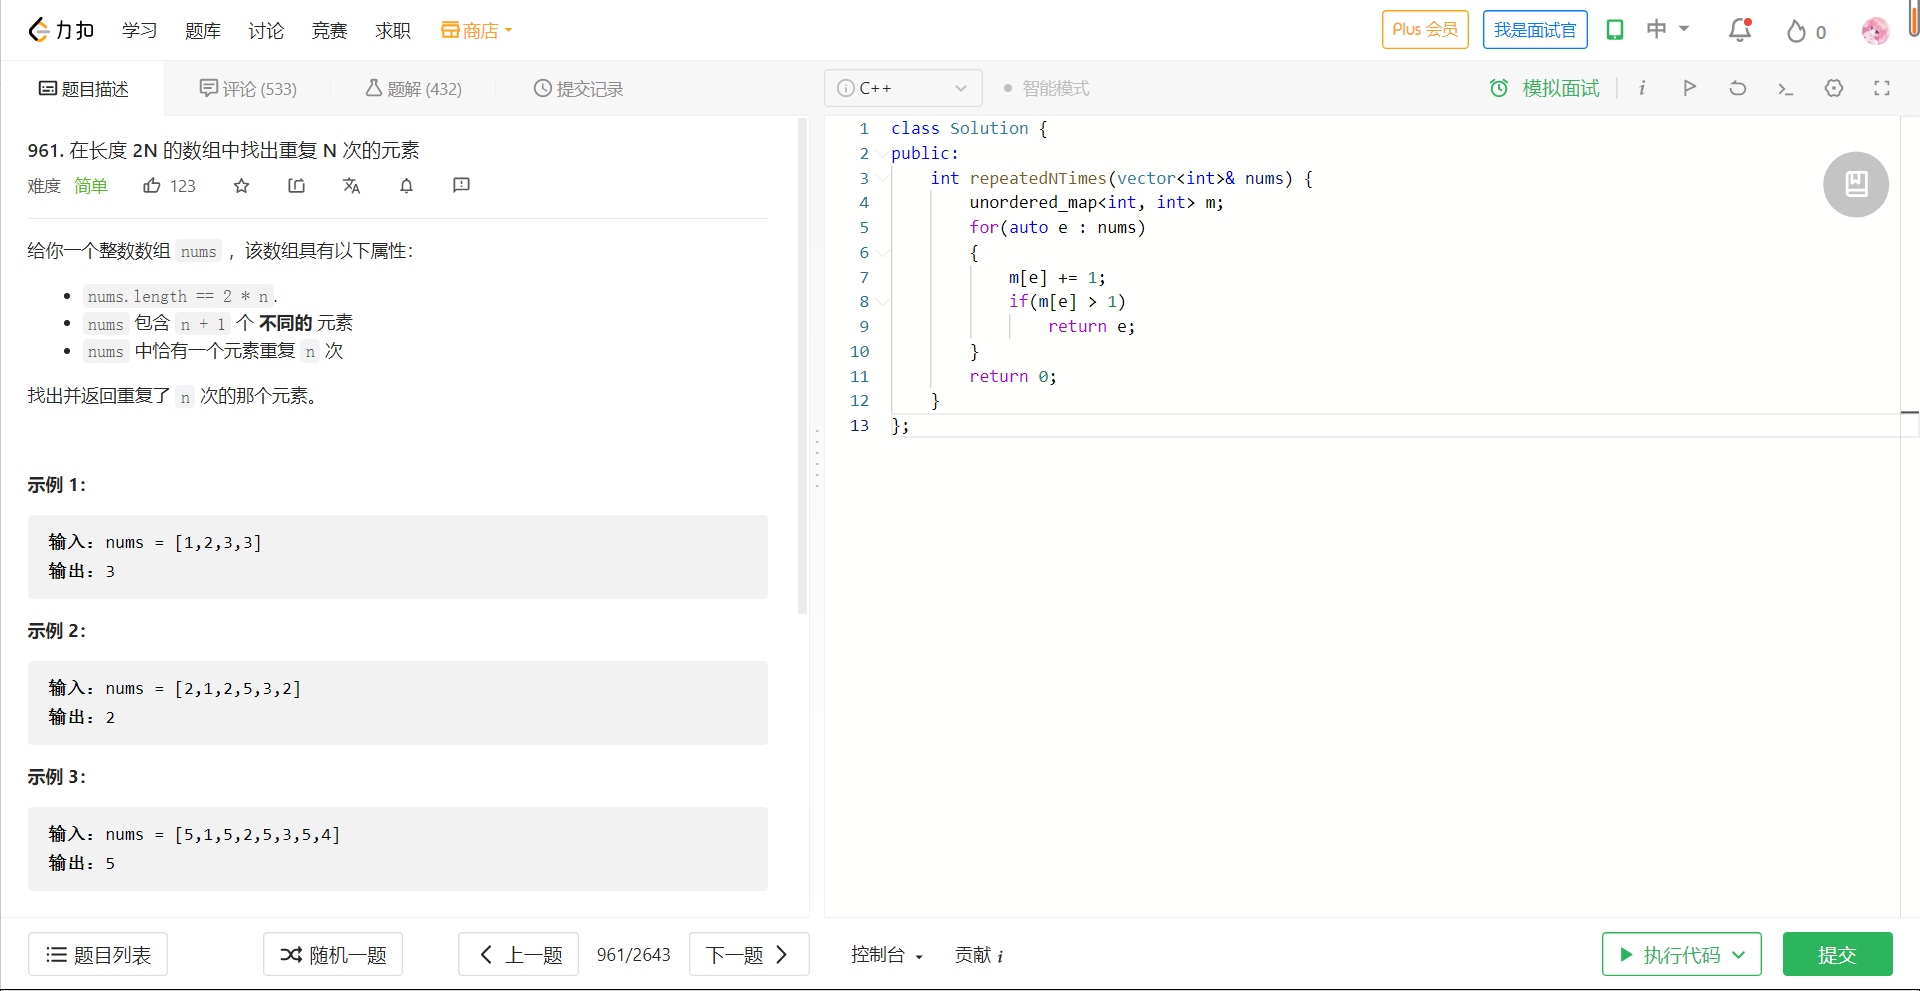 力扣 学习 题库 讨论 竞赛 求职 商店 Plus 会员 我是面试官 中 0
题目描述 评论 (533) 题解 (432) 提交记录
C++ 智能模式 模拟面试 i
961. 在长度 2N 的数组中找出重复 N 次的元素
难度 简单 123
给你一个整数数组 nums ，该数组具有以下属性：
nums.length == 2 * n.
nums 包含 n + 1 个 不同的 元素
nums 中恰有一个元素重复 n 次
找出并返回重复了 n 次的那个元素。
示例 1：
输入：nums = [1,2,3,3]
输出：3
示例 2：
输入：nums = [2,1,2,5,3,2]
输出：2
示例 3：
输入：nums = [5,1,5,2,5,3,5,4]
输出：5
1 class Solution {
2 public:
3     int repeatedNTimes(vector<int>& nums) {
4         unordered_map<int, int> m;
5         for(auto e : nums)
6         {
7             m[e] += 1;
8             if(m[e] > 1)
9                 return e;
10         }
11         return 0;
12     }
13 };
题目列表 随机一题 上一题 961/2643 下一题 控制台 贡献 i 执行代码 提交